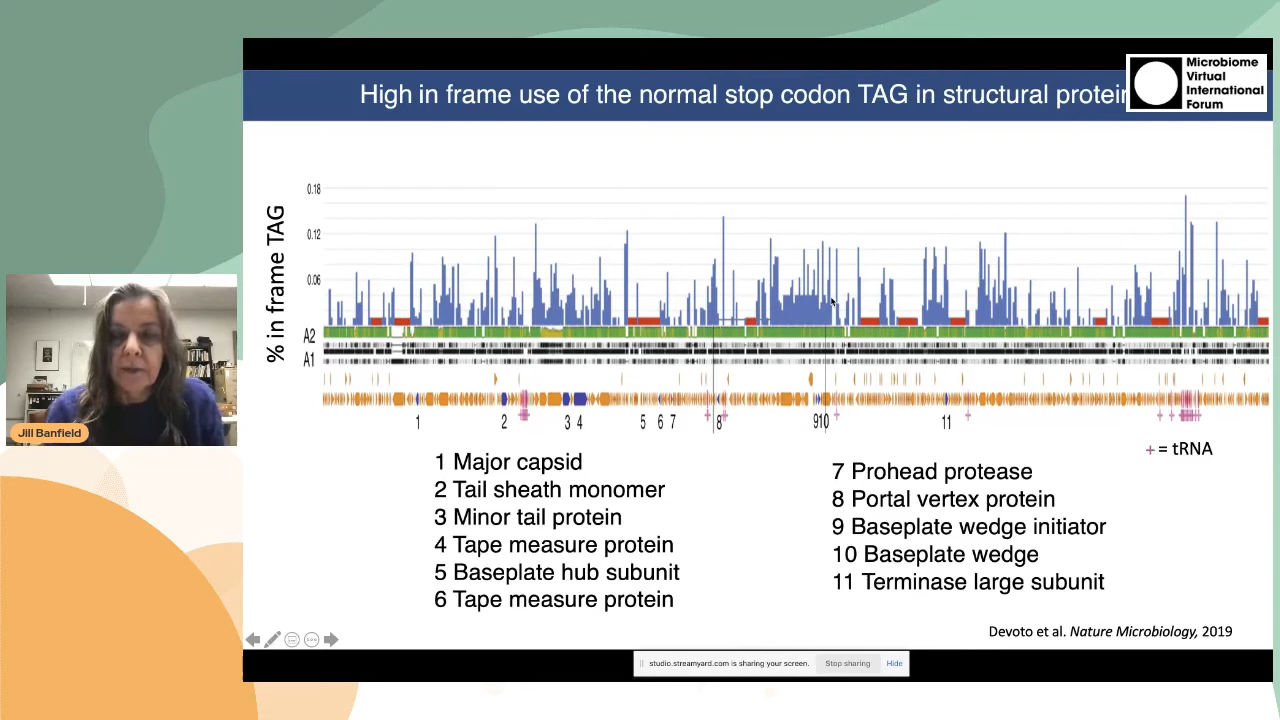 High in frame use of the normal stop codon TAG in structural protein
Microbiome
Virtual
International
Forum
% in frame TAG
0.18
0.12
0.06
A2
A1
1 2 3 4 5 6 7 8 910 11
+ = tRNA
1 Major capsid
2 Tail sheath monomer
3 Minor tail protein
4 Tape measure protein
5 Baseplate hub subunit
6 Tape measure protein
7 Prohead protease
8 Portal vertex protein
9 Baseplate wedge initiator
10 Baseplate wedge
11 Terminase large subunit
Devoto et al. Nature Microbiology, 2019
Jill Banfield
studio.streamyard.com is sharing your screen. Stop sharing Hide